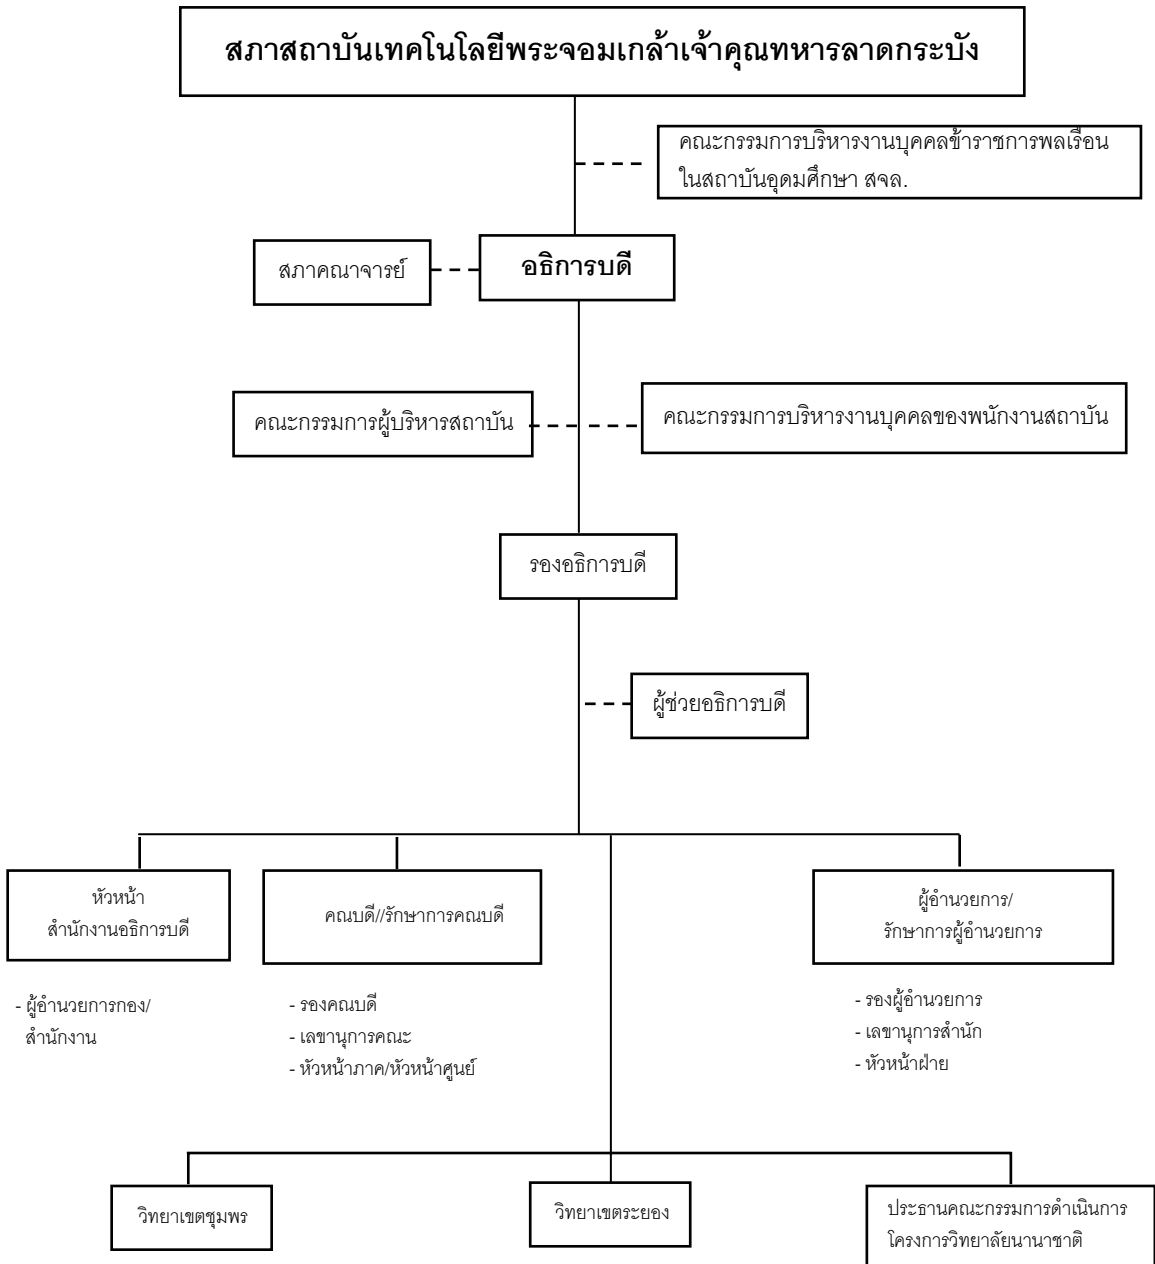 สภาสถาบันเทคโนโลยีพระจอมเกล้าเจ้าคุณทหารลาดกระบัง
คณะกรรมการบริหารงานบุคคลข้าราชการพลเรือน
ในสถาบันอุดมศึกษา สจล.
สภาคณาจารย์
อธิการบดี
คณะกรรมการผู้บริหารสถาบัน
คณะกรรมการบริหารงานบุคคลของพนักงานสถาบัน
รองอธิการบดี
ผู้ช่วยอธิการบดี
หัวหน้า
สำนักงานอธิการบดี
- ผู้อำนวยการกอง/
สำนักงาน
คณบดี//รักษาการคณบดี
- รองคณบดี
- เลขานุการคณะ
- หัวหน้าภาค/หัวหน้าศูนย์
ผู้อำนวยการ/
รักษาการผู้อำนวยการ
- รองผู้อำนวยการ
- เลขานุการสำนัก
- หัวหน้าฝ่าย
วิทยาเขตชุมพร
วิทยาเขตระยอง
ประธานคณะกรรมการดำเนินการ
โครงการวิทยาลัยนานาชาติ